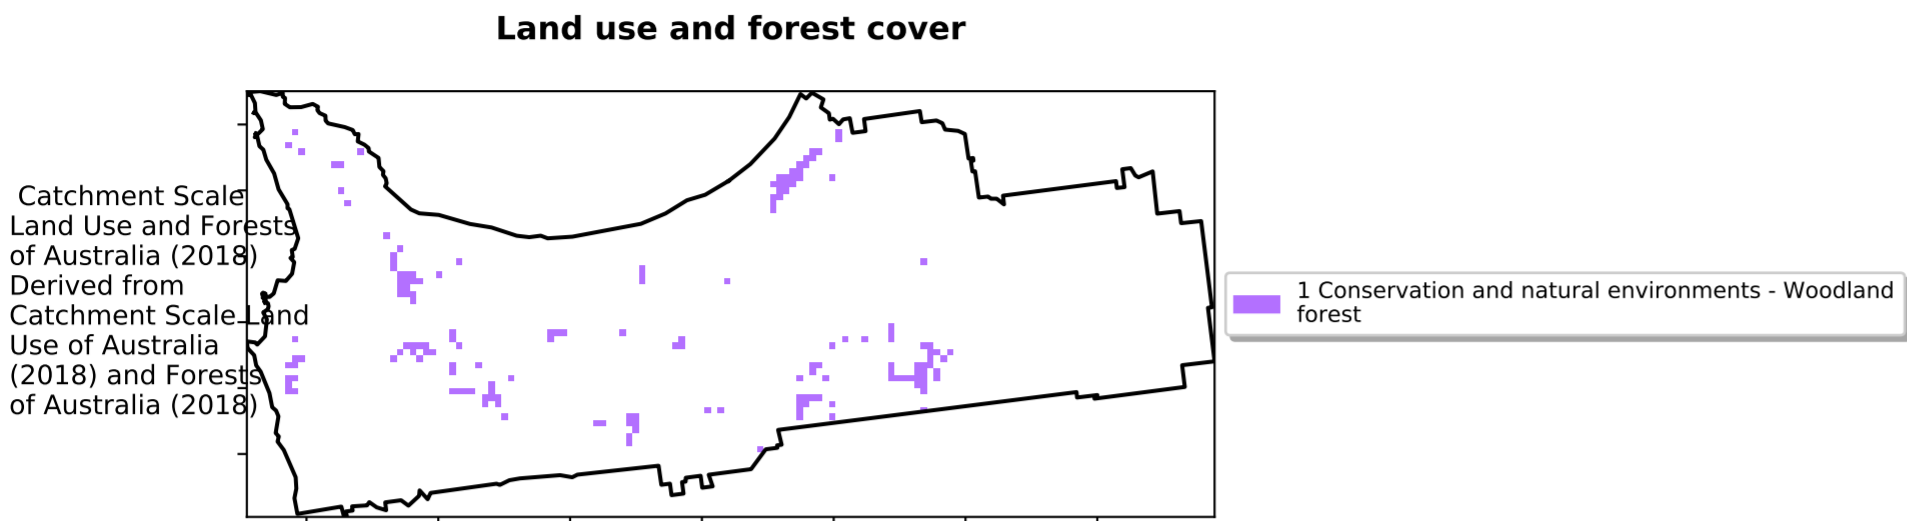 Land use and forest cover
Catchment Scale
Land Use and Forests
of Australia (2018)
Derived from
Catchment Scale Land
Use of Australia
(2018) and Forests
of Australia (2018)
1 Conservation and natural environments - Woodland
forest